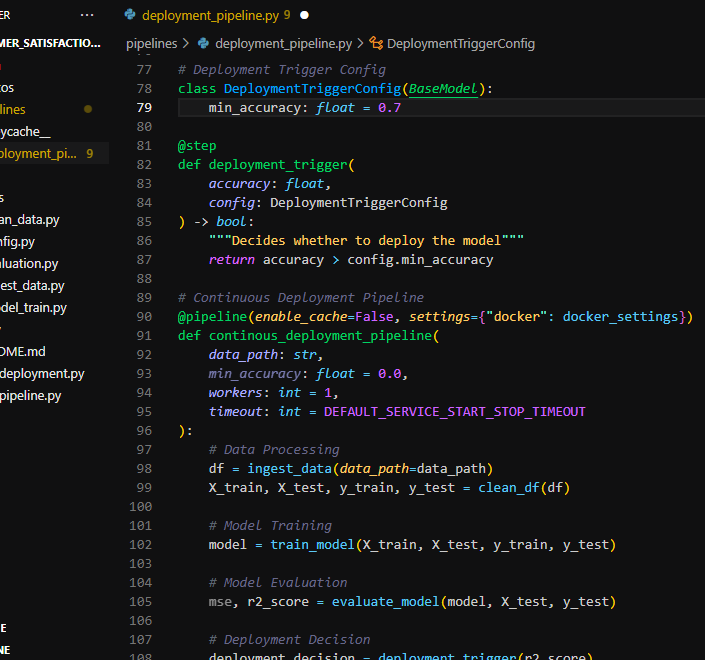 ER ...
deployment_pipeline.py 9
MER_SATISFACTIO...
pipelines > deployment_pipeline.py > DeploymentTriggerConfig
os
lines
ycache__
ployment_pi... 9
s
an_data.py
nfig.py
aluation.py
est_data.py
odel_train.py
DME.md
deployment.py
pipeline.py
E
NE
77 # Deployment Trigger Config
78 class DeploymentTriggerConfig(BaseModel):
79 min_accuracy: float = 0.7
80
81 @step
82 def deployment_trigger(
83 accuracy: float,
84 config: DeploymentTriggerConfig
85 ) -> bool:
86 """Decides whether to deploy the model"""
87 return accuracy > config.min_accuracy
88
89 # Continuous Deployment Pipeline
90 @pipeline(enable_cache=False, settings={"docker": docker_settings})
91 def continous_deployment_pipeline(
92 data_path: str,
93 min_accuracy: float = 0.0,
94 workers: int = 1,
95 timeout: int = DEFAULT_SERVICE_START_STOP_TIMEOUT
96 ):
97 # Data Processing
98 df = ingest_data(data_path=data_path)
99 X_train, X_test, y_train, y_test = clean_df(df)
100
101 # Model Training
102 model = train_model(X_train, X_test, y_train, y_test)
103
104 # Model Evaluation
105 mse, r2_score = evaluate_model(model, X_test, y_test)
106
107 # Deployment Decision
108 deployment_decision = deployment_trigger(r2_score)